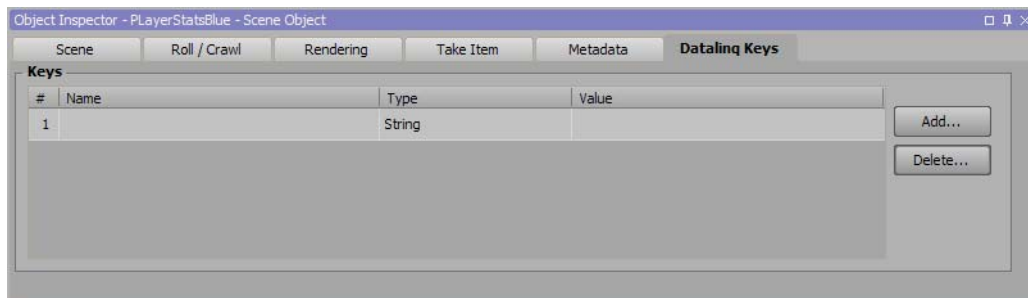 Object Inspector - PLayerStatsBlue - Scene Object
Scene Roll / Crawl Rendering Take Item Metadata Datalinq Keys
Keys
# Name Type Value
1 String
Add...
Delete...